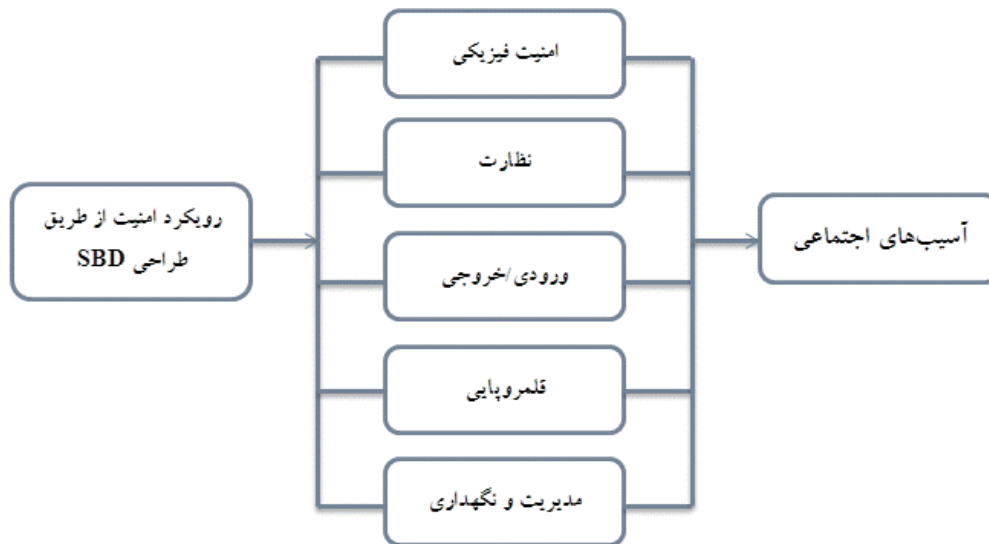 امنیت فیزیکی
نظارت
رویکرد امنیت از طریق
طراحی SBD
ورودی/خروجی
آسیب‌های اجتماعی
قلمروپایی
مدیریت و نگهداری